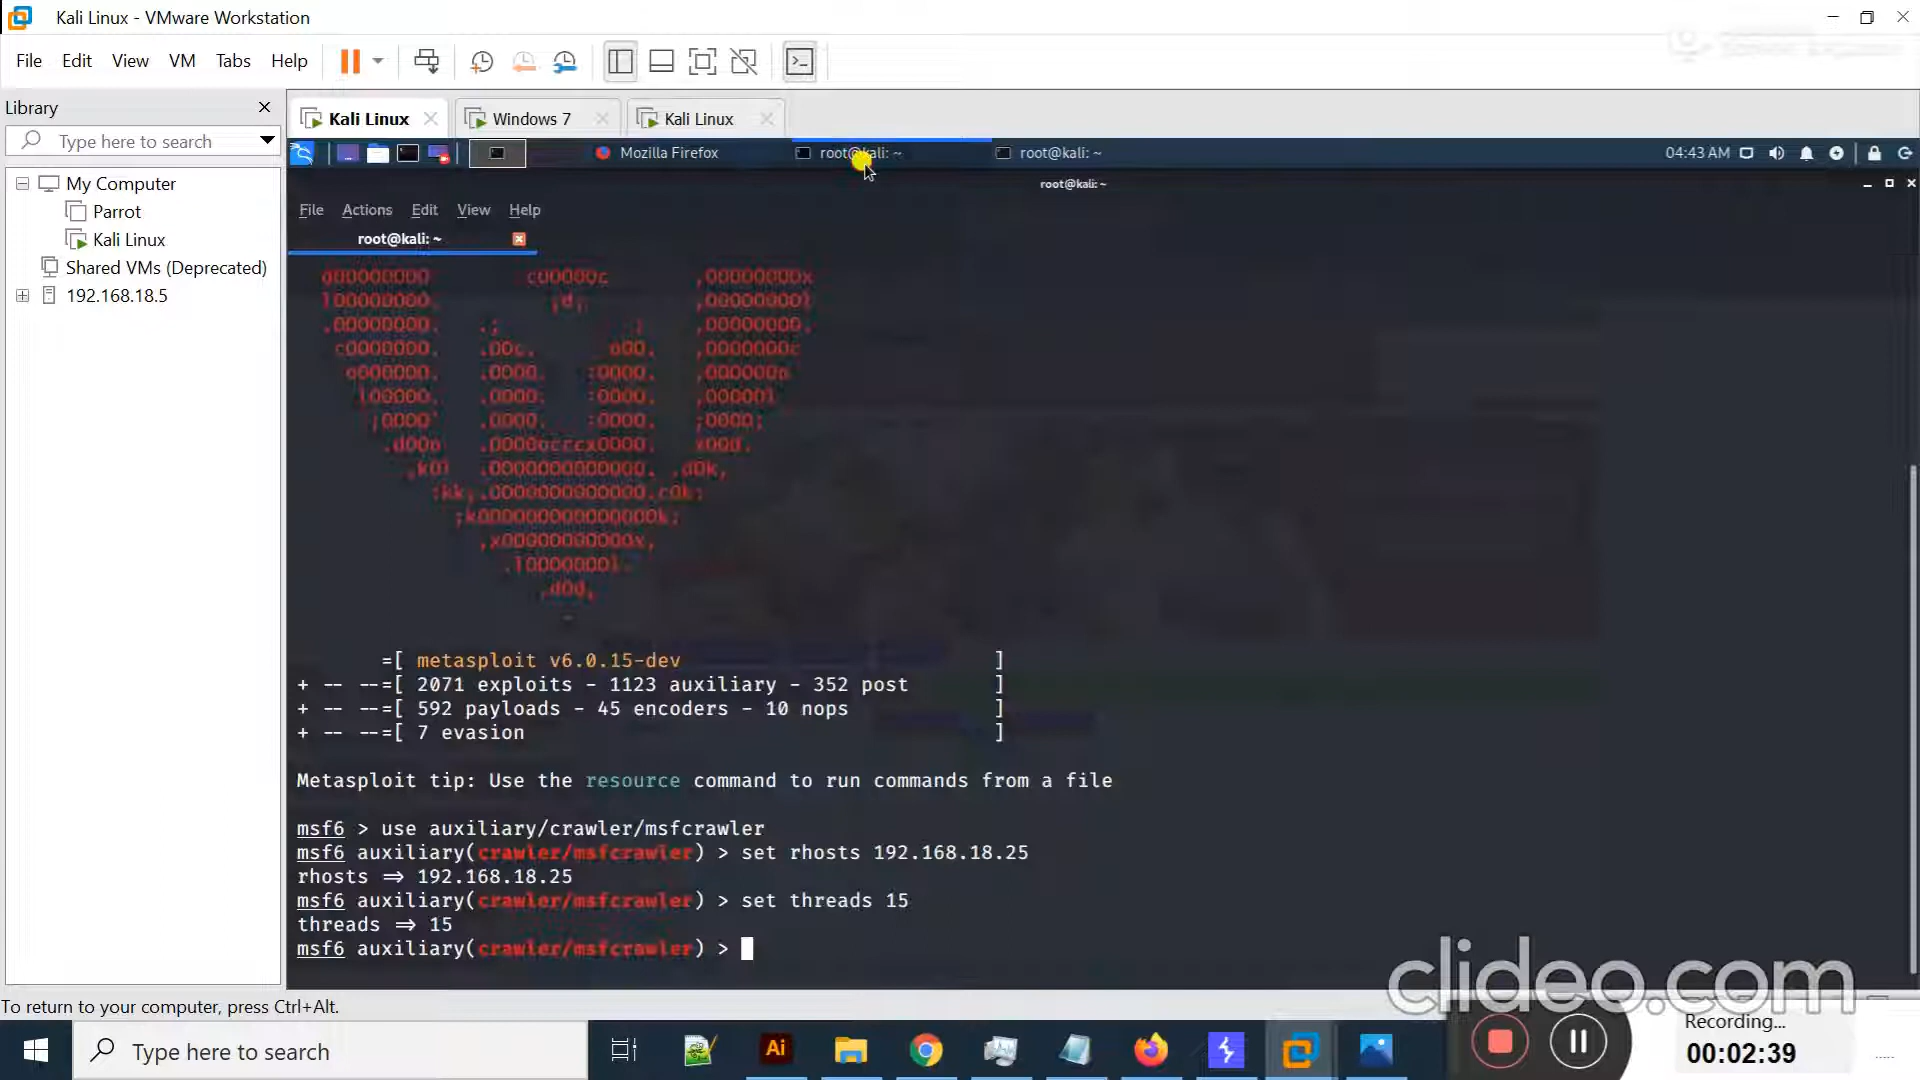 Kali Linux - VMware Workstation
File Edit View VM Tabs Help
Library
Kali Linux Windows 7 Kali Linux
Type here to search
Mozilla Firefox root@kali: ~ root@kali: ~ 04:43 AM
My Computer
Parrot
Kali Linux
Shared VMs (Deprecated)
192.168.18.5
root@kali: ~
File Actions Edit View Help
root@kali: ~
=[ metasploit v6.0.15-dev ]
+ -- --=[ 2071 exploits - 1123 auxiliary - 352 post ]
+ -- --=[ 592 payloads - 45 encoders - 10 nops ]
+ -- --=[ 7 evasion ]
Metasploit tip: Use the resource command to run commands from a file
msf6 > use auxiliary/crawler/msfcrawler
msf6 auxiliary(crawler/msfcrawler) > set rhosts 192.168.18.25
rhosts => 192.168.18.25
msf6 auxiliary(crawler/msfcrawler) > set threads 15
threads => 15
msf6 auxiliary(crawler/msfcrawler) >
clideo.com
To return to your computer, press Ctrl+Alt.
Type here to search
Ai
Recording...
00:02:39